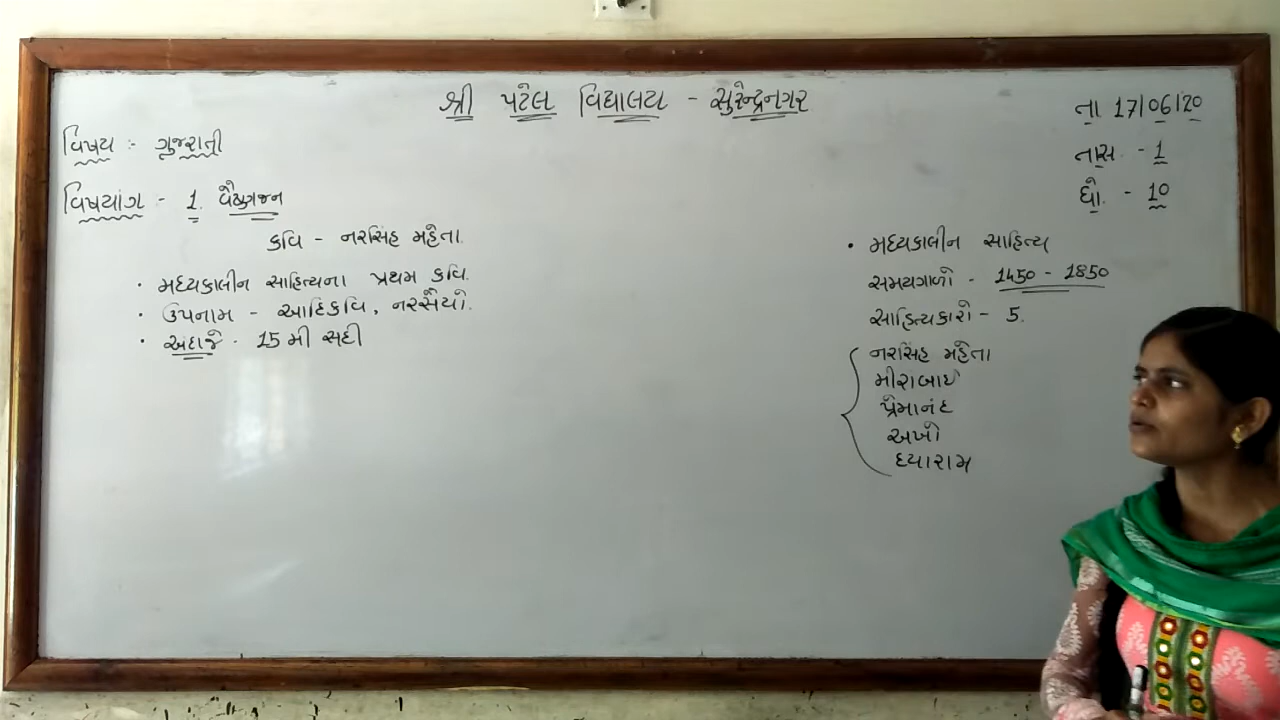 શ્રી પટેલ વિદ્યાલય - સુરેન્દ્રનગર
વિષય :- ગુજરાતી
વિષયાંગ :- 1. વૈષ્ણવજન
કવિ - નરસિંહ મહેતા.
· મધ્યકાલીન સાહિત્યના પ્રથમ કવિ.
· ઉપનામ - આદિકવિ, નરસૈંયો.
· અદાજે - 15 મી સદી
તા 17/06/20
તાસ - 1
ધો. - 10
· મધ્યકાલીન સાહિત્ય
સમયગાળો - 1450 - 1850
સાહિત્યકારો - 5.
નરસિંહ મહેતા
મીરાબાઈ
પ્રેમાનંદ
અખો
દયારામ